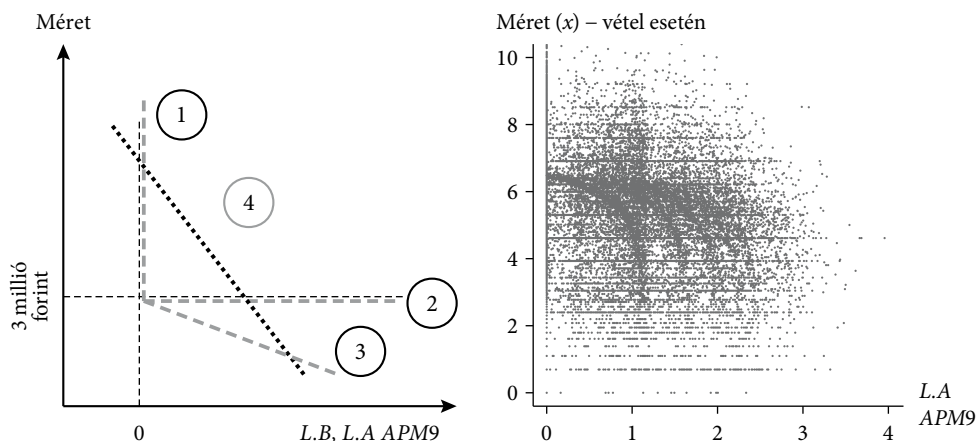 Méret
1
4
3 millió
forint
2
3
0
L.B, L.A APM9
Méret (x) – vétel esetén
10
8
6
4
2
0
0
1
2
3
4
L.A
APM9